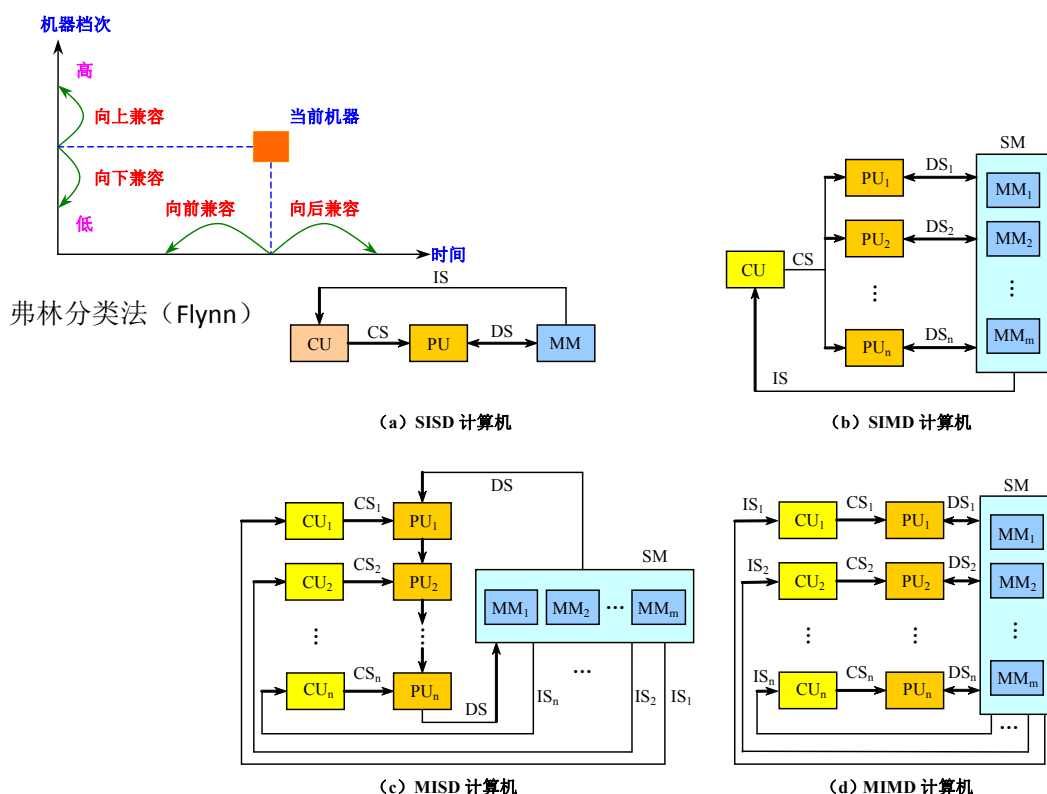 机器档次
高
向上兼容
当前机器
向下兼容
低
向前兼容
向后兼容
时间
弗林分类法（Flynn）
IS
CU
CS
PU
DS
MM
（a）SISD 计算机
SM
PU₁
DS₁
MM₁
PU₂
DS₂
MM₂
CU
CS
⋮
⋮
PUₙ
DSₙ
MMₘ
IS
（b）SIMD 计算机
DS
CU₁
CS₁
PU₁
SM
CU₂
CS₂
PU₂
MM₁
MM₂
…
MMₘ
⋮
⋮
…
CUₙ
CSₙ
PUₙ
DS
ISₙ
IS₂
IS₁
（c）MISD 计算机
SM
IS₁
CU₁
CS₁
PU₁
DS₁
MM₁
IS₂
CU₂
CS₂
PU₂
DS₂
MM₂
⋮
⋮
⋮
ISₙ
CUₙ
CSₙ
PUₙ
DSₙ
MMₘ
…
（d）MIMD 计算机